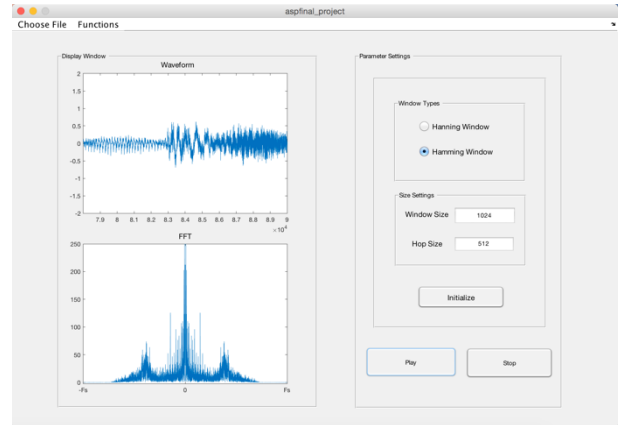 aspfinal_project
Choose File Functions
Display Window
Waveform
2
1.5
1
0.5
0
-0.5
-1
-1.5
-2
7.9 8 8.1 8.2 8.3 8.4 8.5 8.6 8.7 8.8 8.9 9
×10⁴
FFT
250
200
150
100
50
0
-Fs 0 Fs
Parameter Settings
Window Types
Hanning Window
Hamming Window
Size Settings
Window Size 1024
Hop Size 512
Initialize
Play Stop